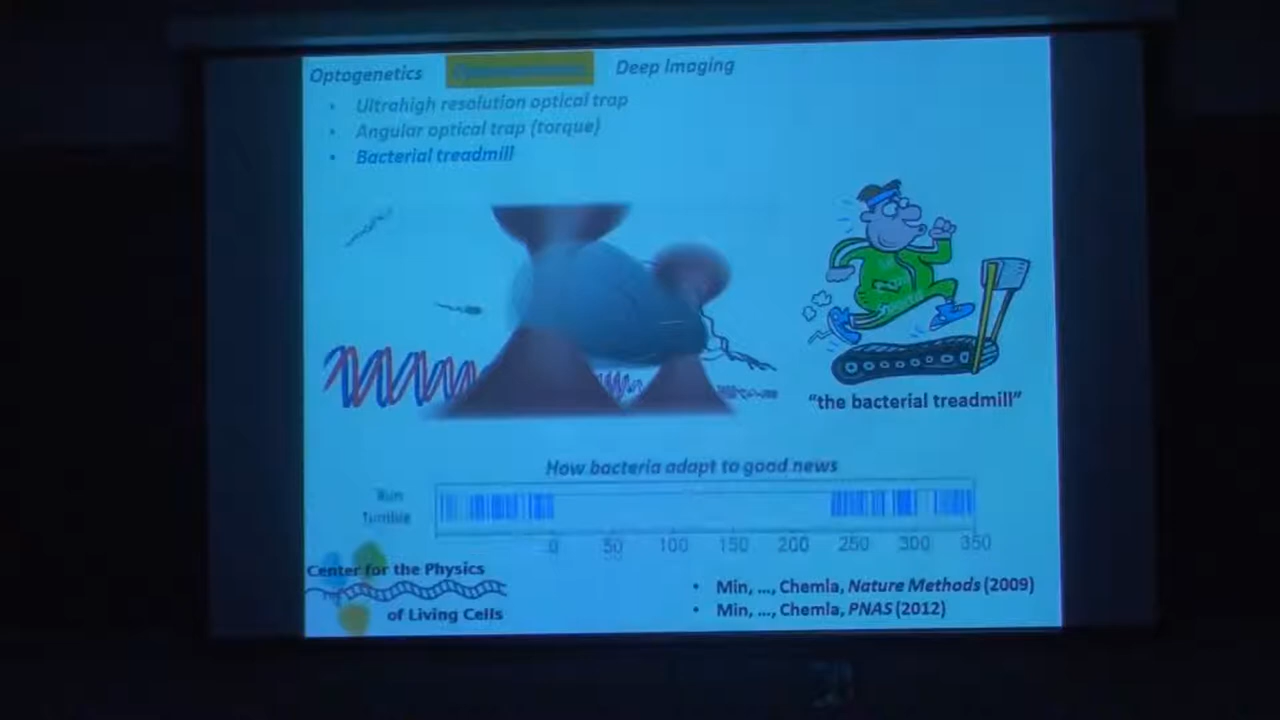 Optogenetics
Deep Imaging
• Ultrahigh resolution optical trap
• Angular optical trap (torque)
• Bacterial treadmill
"the bacterial treadmill"
How bacteria adapt to good news
Run
Tumble
0 50 100 150 200 250 300 350
Center for the Physics
of Living Cells
• Min, ..., Chemla, Nature Methods (2009)
• Min, ..., Chemla, PNAS (2012)